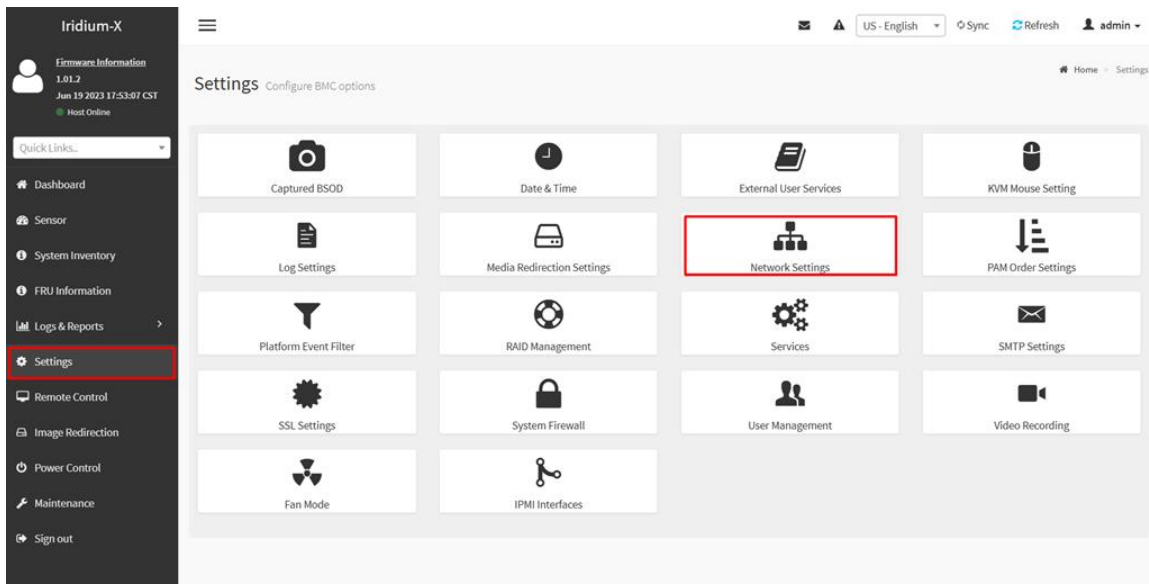 Iridium-X
US - English
Sync
Refresh
admin
Firmware Information
1.01.2
Jun 19 2023 17:53:07 CST
Host Online
Quick Links..
Dashboard
Sensor
System Inventory
FRU Information
Logs & Reports
Settings
Remote Control
Image Redirection
Power Control
Maintenance
Sign out
Settings Configure BMC options
Home > Settings
Captured BSOD
Date & Time
External User Services
KVM Mouse Setting
Log Settings
Media Redirection Settings
Network Settings
PAM Order Settings
Platform Event Filter
RAID Management
Services
SMTP Settings
SSL Settings
System Firewall
User Management
Video Recording
Fan Mode
IPMI Interfaces